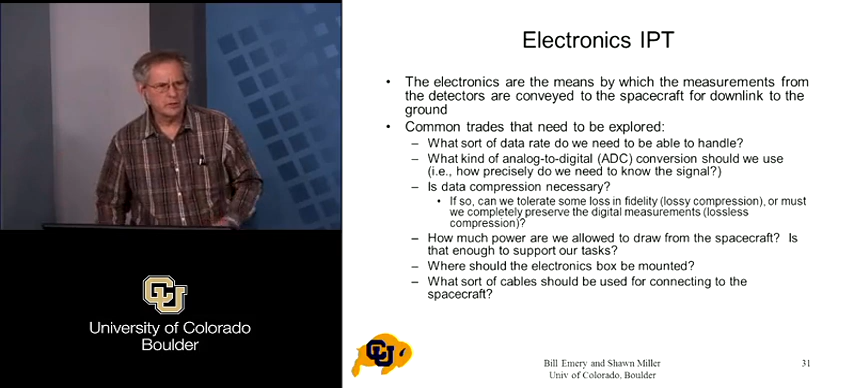 Electronics IPT
• The electronics are the means by which the measurements from
the detectors are conveyed to the spacecraft for downlink to the
ground
• Common trades that need to be explored:
– What sort of data rate do we need to be able to handle?
– What kind of analog-to-digital (ADC) conversion should we use
(i.e., how precisely do we need to know the signal?)
– Is data compression necessary?
• If so, can we tolerate some loss in fidelity (lossy compression), or must
we completely preserve the digital measurements (lossless
compression)?
– How much power are we allowed to draw from the spacecraft? Is
that enough to support our tasks?
– Where should the electronics box be mounted?
– What sort of cables should be used for connecting to the
spacecraft?
CU
University of Colorado
Boulder
CU
Bill Emery and Shawn Miller
Univ of Colorado, Boulder
31